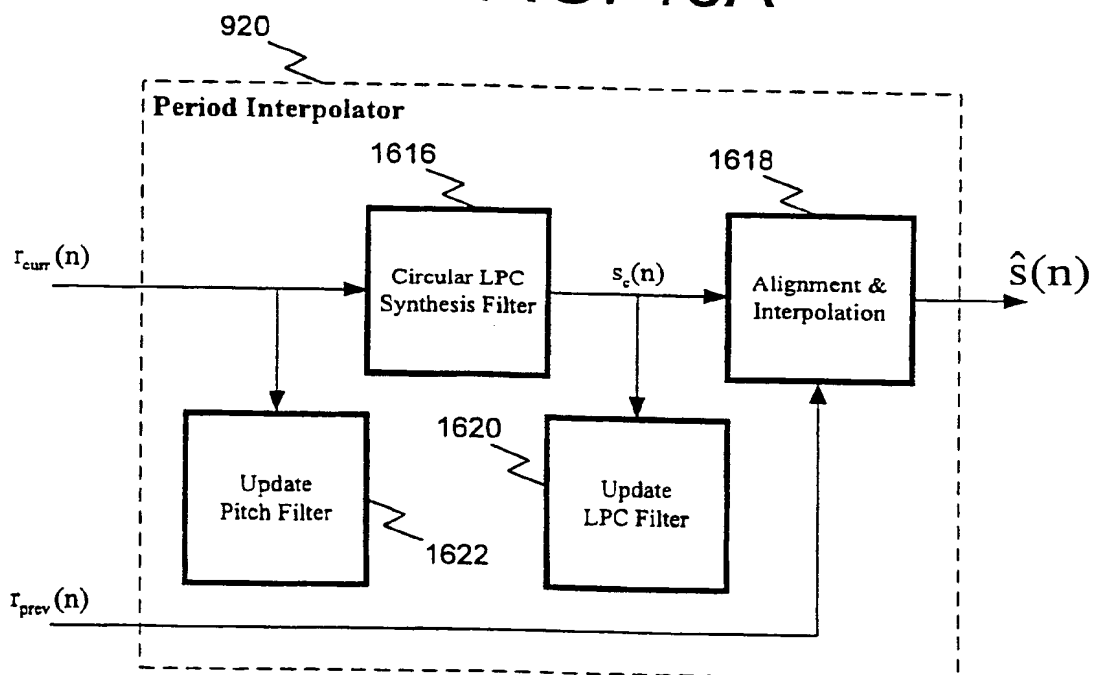 920
Period Interpolator
1616
1618
r_curr(n)
Circular LPC
Synthesis Filter
s_c(n)
Alignment &
Interpolation
ŝ(n)
1620
Update
Pitch Filter
Update
LPC Filter
1622
r_prev(n)